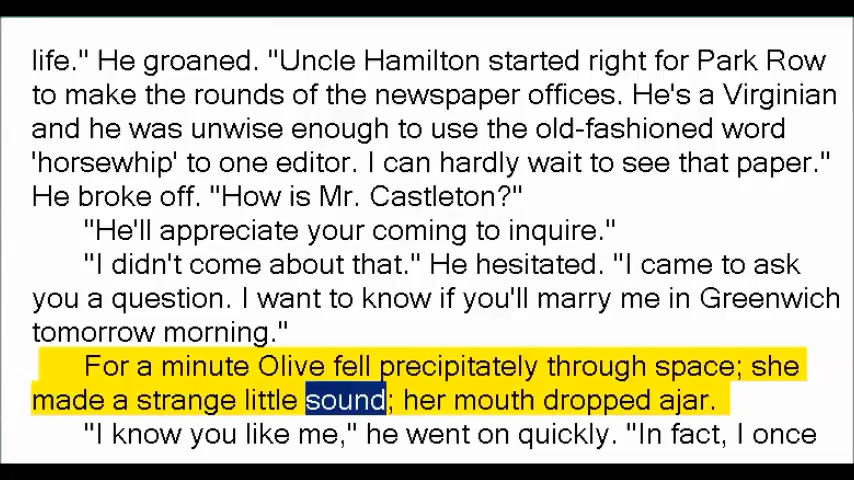 life." He groaned. "Uncle Hamilton started right for Park Row
to make the rounds of the newspaper offices. He's a Virginian
and he was unwise enough to use the old-fashioned word
'horsewhip' to one editor. I can hardly wait to see that paper."
He broke off. "How is Mr. Castleton?"
"He'll appreciate your coming to inquire."
"I didn't come about that." He hesitated. "I came to ask
you a question. I want to know if you'll marry me in Greenwich
tomorrow morning."
For a minute Olive fell precipitately through space; she
made a strange little sound; her mouth dropped ajar.
"I know you like me," he went on quickly. "In fact, I once